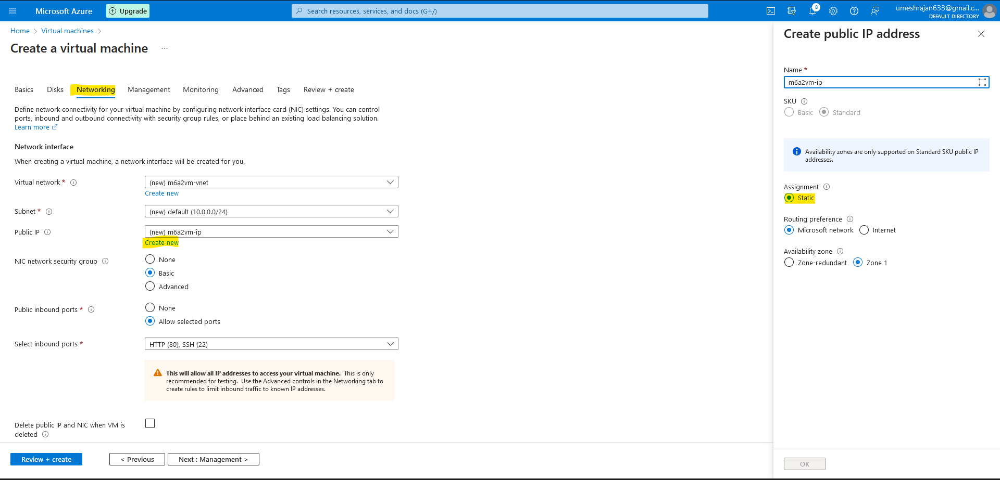 Microsoft Azure
Upgrade
Search resources, services, and docs (G+/)
8
umeshrajan633@gmail.c...
DEFAULT DIRECTORY
Home > Virtual machines >
Create a virtual machine ...
Basics Disks Networking Management Monitoring Advanced Tags Review + create
Define network connectivity for your virtual machine by configuring network interface card (NIC) settings. You can control
ports, inbound and outbound connectivity with security group rules, or place behind an existing load balancing solution.
Learn more
Network interface
When creating a virtual machine, a network interface will be created for you.
Virtual network *
(new) m6a2vm-vnet
Create new
Subnet *
(new) default (10.0.0.0/24)
Public IP
(new) m6a2vm-ip
Create new
NIC network security group
None
Basic
Advanced
Public inbound ports *
None
Allow selected ports
Select inbound ports *
HTTP (80), SSH (22)
This will allow all IP addresses to access your virtual machine. This is only
recommended for testing. Use the Advanced controls in the Networking tab to
create rules to limit inbound traffic to known IP addresses.
Delete public IP and NIC when VM is
deleted
Review + create
< Previous
Next : Management >
Create public IP address
Name *
m6a2vm-ip
SKU
Basic Standard
Availability zones are only supported on Standard SKU public IP
addresses.
Assignment
Static
Routing preference
Microsoft network Internet
Availability zone
Zone-redundant Zone 1
OK